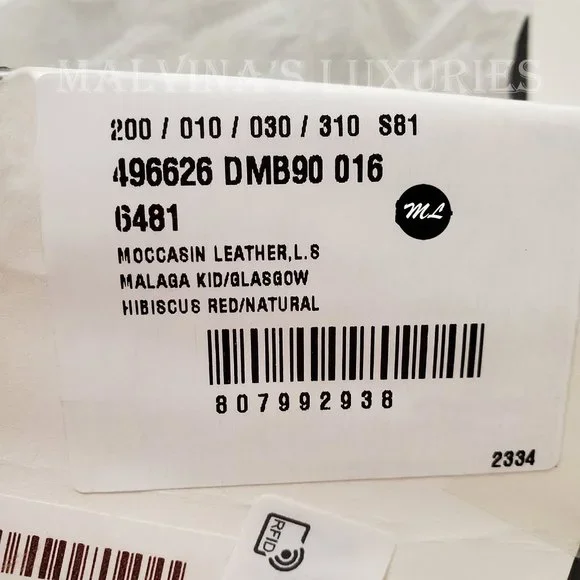 MALVINA'S LUXURIES
200 / 010 / 030 / 310 S81
496626 DMB90 016
6481
ML
MOCCASIN LEATHER,L.S
MALAGA KID/GLASGOW
HIBISCUS RED/NATURAL
807992938
2334
RFID